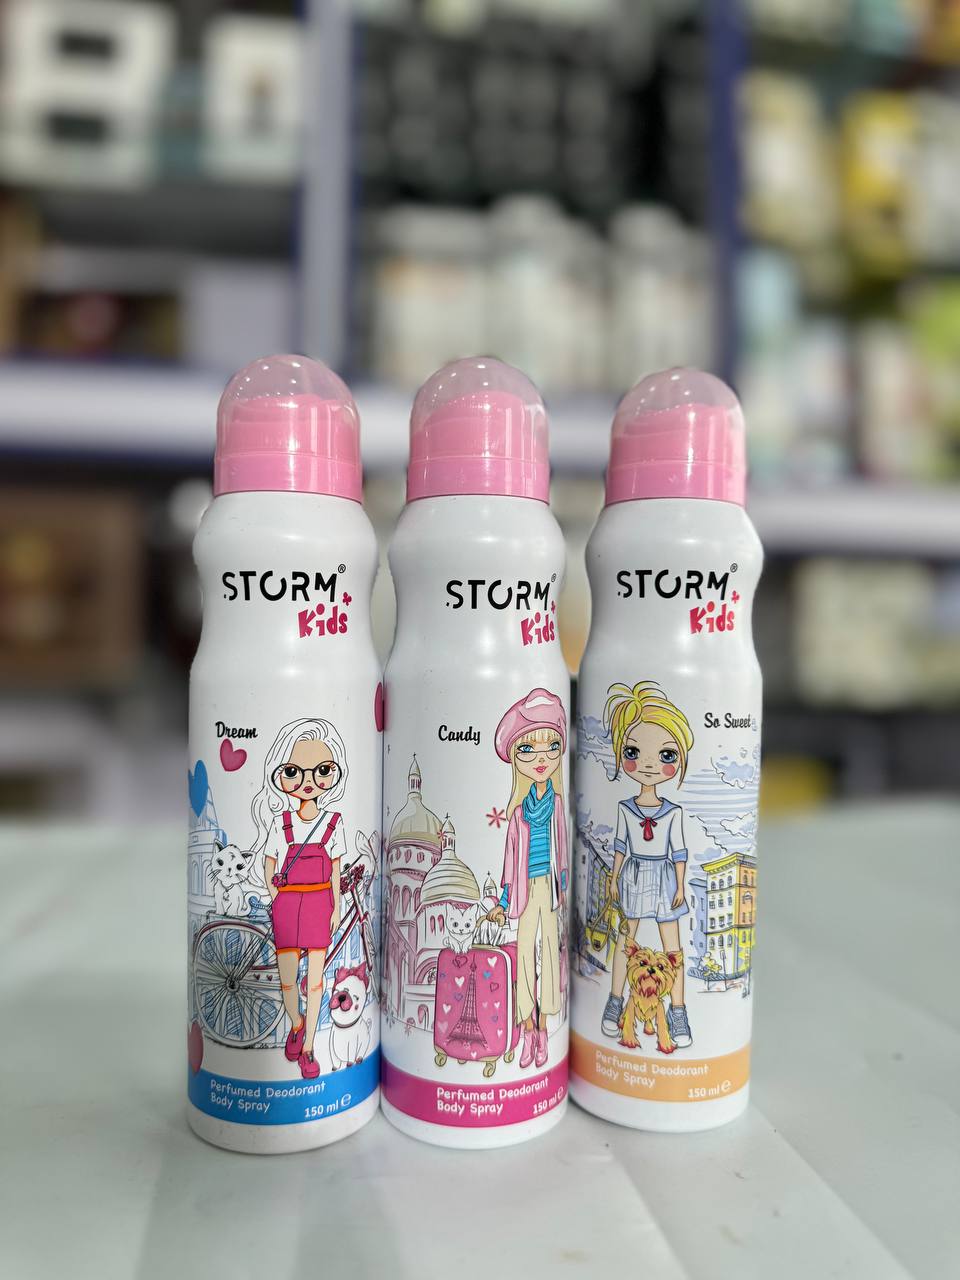 STORM®
Kids
Dream
Perfumed Deodorant
Body Spray
150 ml e
STORM®
Kids
Candy
Perfumed Deodorant
Body Spray
150 ml e
STORM®
Kids
So Sweet
Perfumed Deodorant
Body Spray
150 ml e